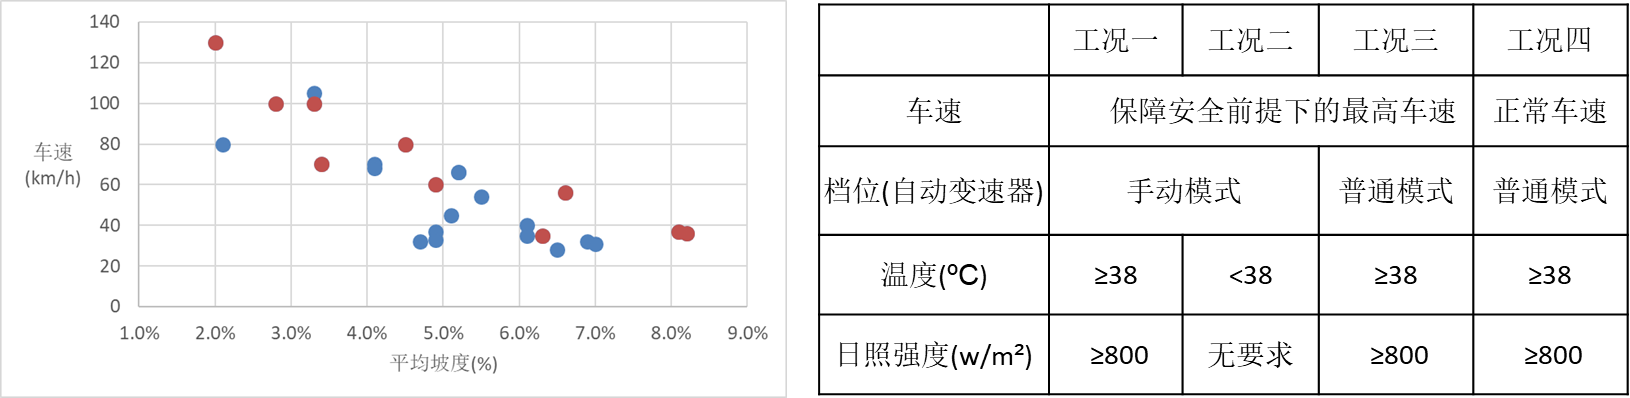 140
120
100
80
60
40
20
0
车速
(km/h)
1.0% 2.0% 3.0% 4.0% 5.0% 6.0% 7.0% 8.0% 9.0%
平均坡度(%)
工况一 工况二 工况三 工况四
车速 保障安全前提下的最高车速 正常车速
档位(自动变速器) 手动模式 普通模式 普通模式
温度(℃) ≥38 <38 ≥38 ≥38
日照强度(w/m²) ≥800 无要求 ≥800 ≥800